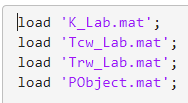 load 'K_Lab.mat';
load 'Tcw_Lab.mat';
load 'Trw_Lab.mat';
load 'PObject.mat';